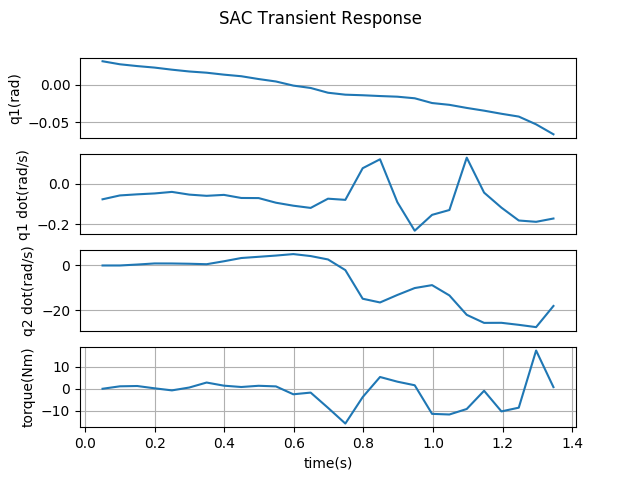 SAC Transient Response
q1(rad)
0.00
−0.05
q1 dot(rad/s)
0.0
−0.2
q2 dot(rad/s)
0
−20
torque(Nm)
10
0
−10
0.0 0.2 0.4 0.6 0.8 1.0 1.2 1.4
time(s)